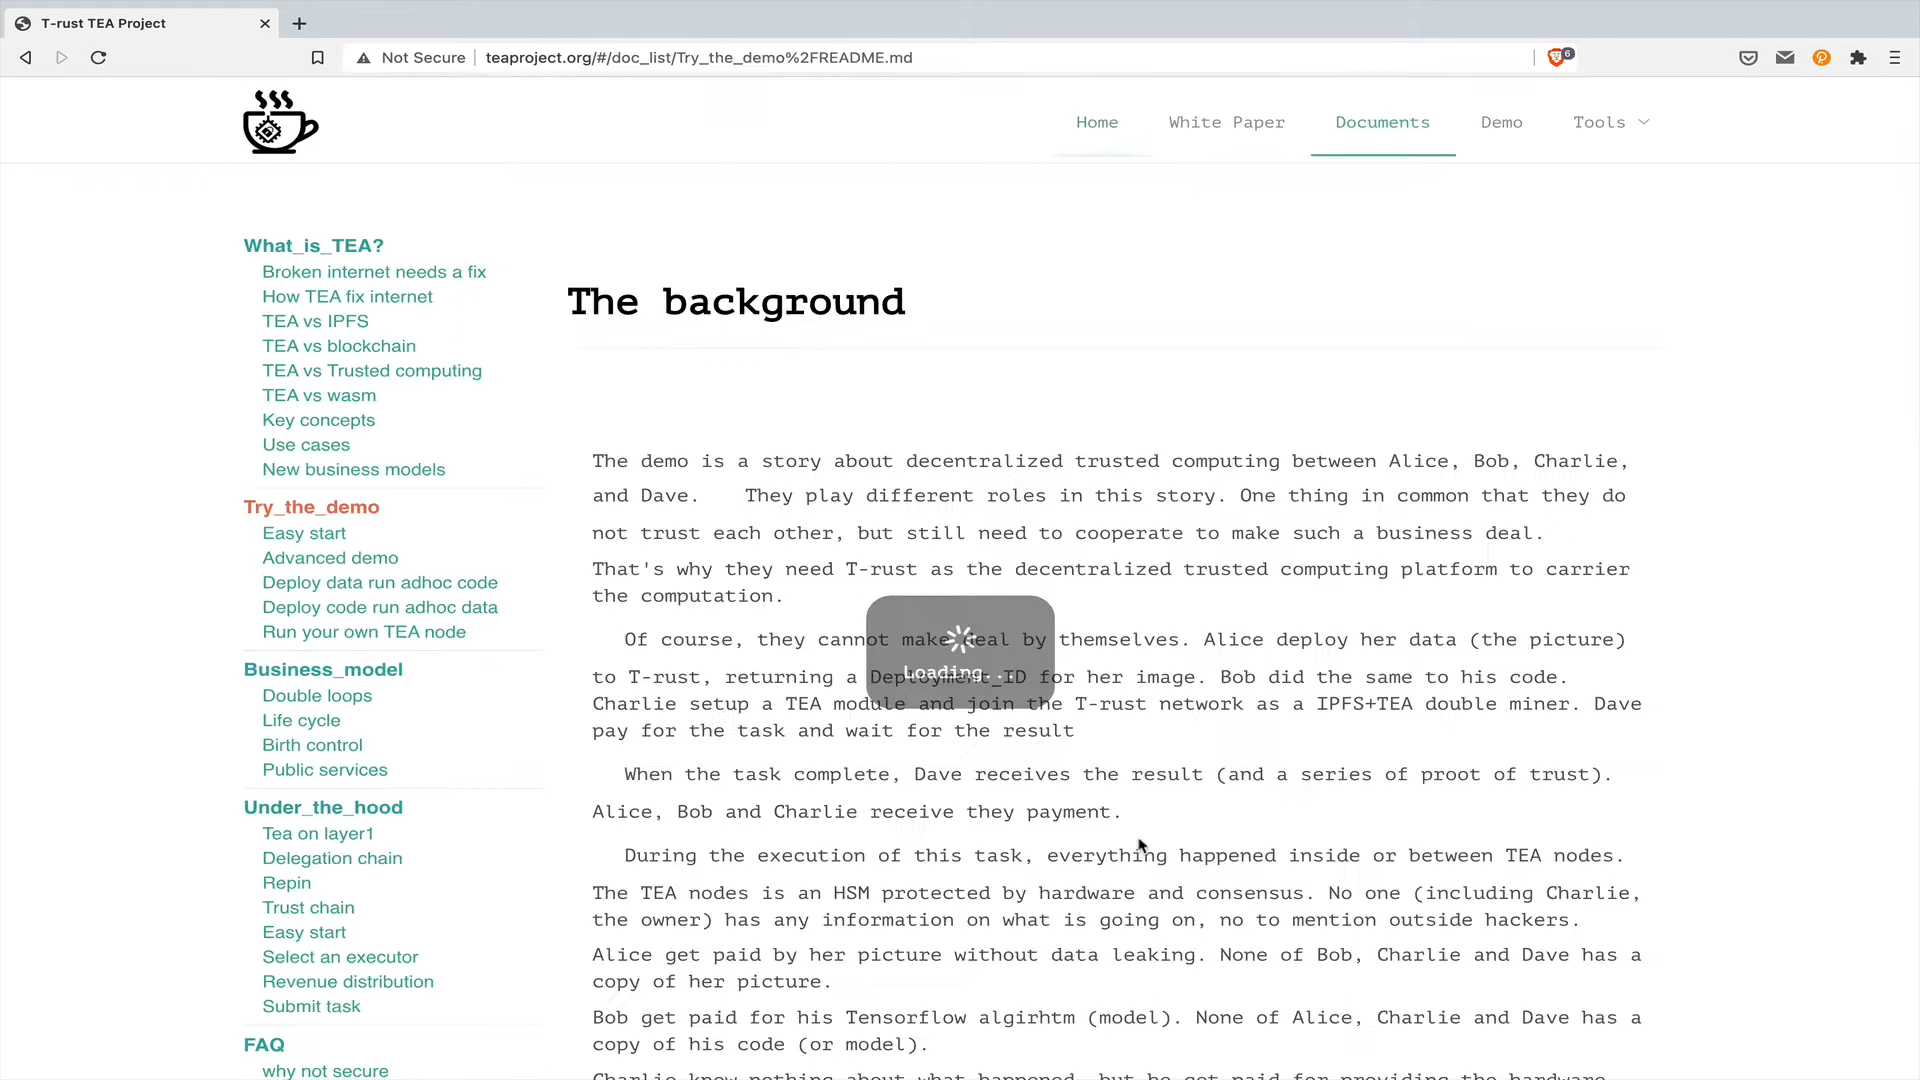 T-rust TEA Project
Not Secure teaproject.org/#/doc_list/Try_the_demo%2FREADME.md
6
Home White Paper Documents Demo Tools
What_is_TEA?
Broken internet needs a fix
How TEA fix internet
TEA vs IPFS
TEA vs blockchain
TEA vs Trusted computing
TEA vs wasm
Key concepts
Use cases
New business models
Try_the_demo
Easy start
Advanced demo
Deploy data run adhoc code
Deploy code run adhoc data
Run your own TEA node
Business_model
Double loops
Life cycle
Birth control
Public services
Under_the_hood
Tea on layer1
Delegation chain
Repin
Trust chain
Easy start
Select an executor
Revenue distribution
Submit task
FAQ
why not secure
The background
The demo is a story about decentralized trusted computing between Alice, Bob, Charlie,
and Dave. They play different roles in this story. One thing in common that they do
not trust each other, but still need to cooperate to make such a business deal.
That's why they need T-rust as the decentralized trusted computing platform to carrier
the computation.
Of course, they cannot make deal by themselves. Alice deploy her data (the picture)
to T-rust, returning a Deployment_ID for her image. Bob did the same to his code.
Charlie setup a TEA module and join the T-rust network as a IPFS+TEA double miner. Dave
pay for the task and wait for the result
When the task complete, Dave receives the result (and a series of proot of trust).
Alice, Bob and Charlie receive they payment.
During the execution of this task, everything happened inside or between TEA nodes.
The TEA nodes is an HSM protected by hardware and consensus. No one (including Charlie,
the owner) has any information on what is going on, no to mention outside hackers.
Alice get paid by her picture without data leaking. None of Bob, Charlie and Dave has a
copy of her picture.
Bob get paid for his Tensorflow algirhtm (model). None of Alice, Charlie and Dave has a
copy of his code (or model).
Charlie know nothing about what happened, but he got paid for providing the hardware
Loading...